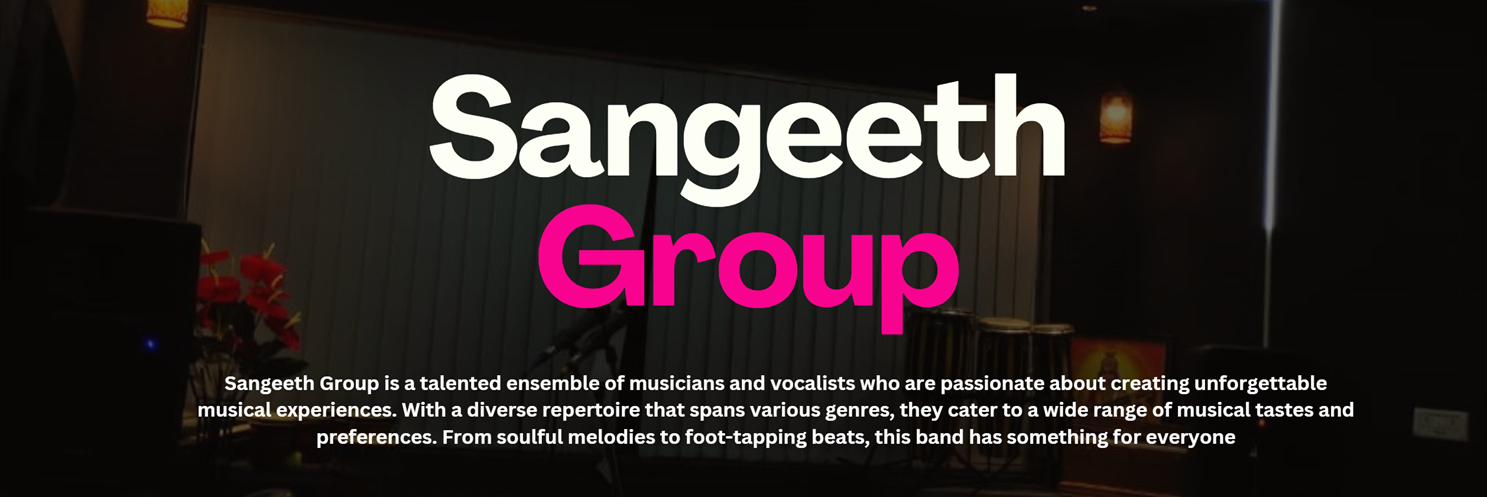 Sangeeth
Group
Sangeeth Group is a talented ensemble of musicians and vocalists who are passionate about creating unforgettable
musical experiences. With a diverse repertoire that spans various genres, they cater to a wide range of musical tastes and
preferences. From soulful melodies to foot-tapping beats, this band has something for everyone